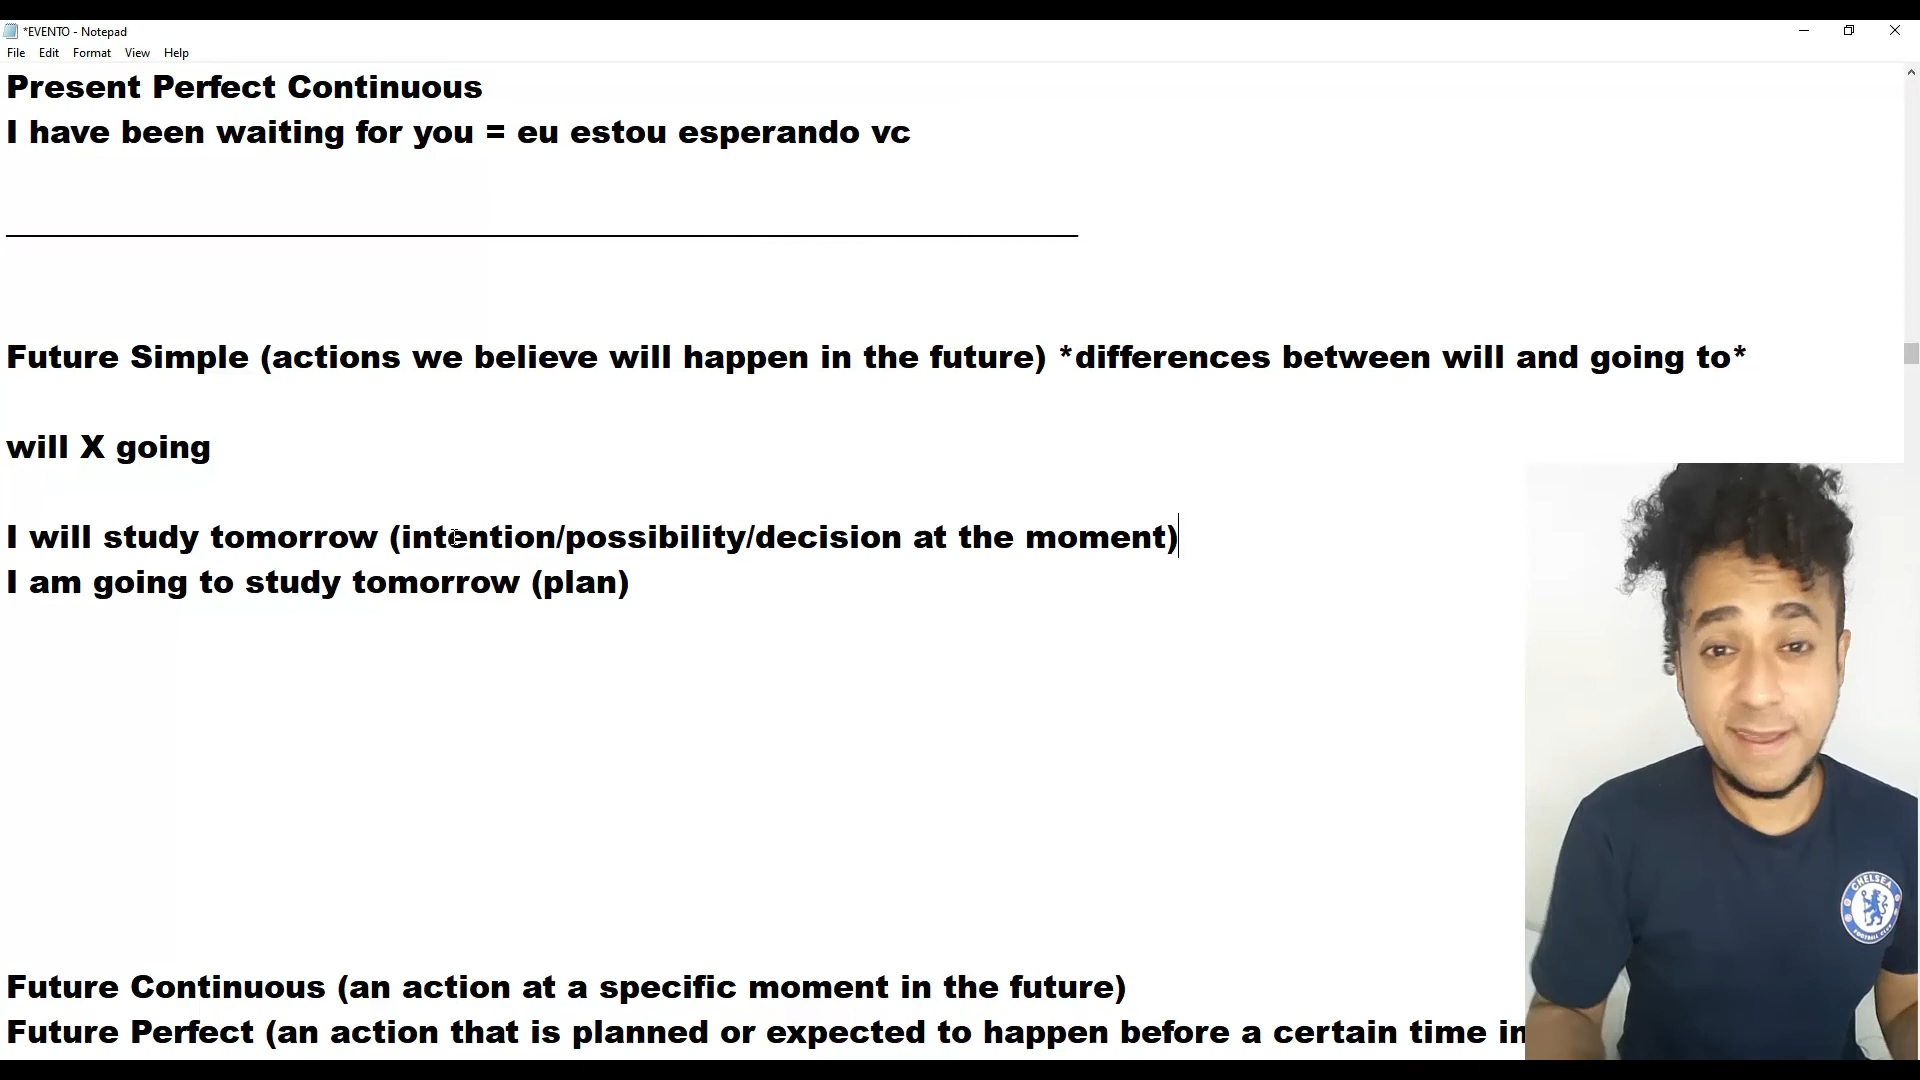 *EVENTO - Notepad
File Edit Format View Help
Present Perfect Continuous
I have been waiting for you = eu estou esperando vc
Future Simple (actions we believe will happen in the future) *differences between will and going to*
will X going
I will study tomorrow (intention/possibility/decision at the moment)
I am going to study tomorrow (plan)
Future Continuous (an action at a specific moment in the future)
Future Perfect (an action that is planned or expected to happen before a certain time in
CHELSEA
FOOTBALL CLUB